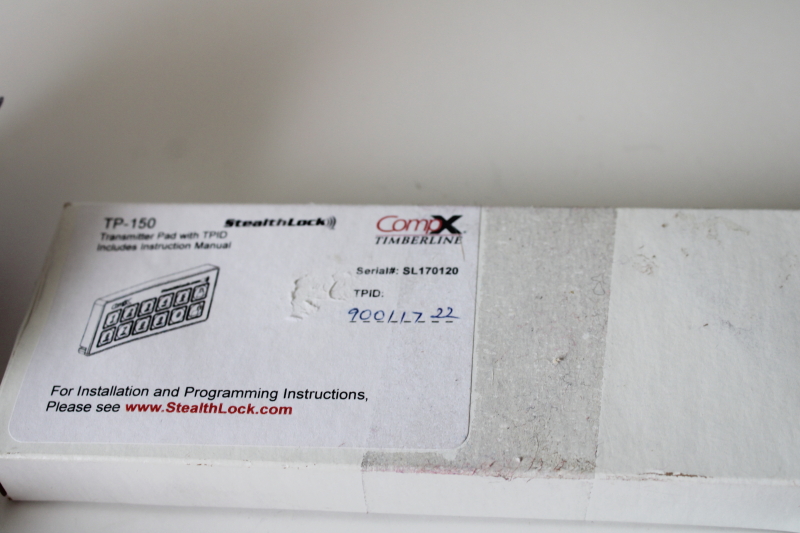 TP-150
Transmitter Pad with TPID
Includes Instruction Manual
StealthLock
CompX
TIMBERLINE
Serial#: SL170120
TPID:
90011722
For Installation and Programming Instructions,
Please see www.StealthLock.com